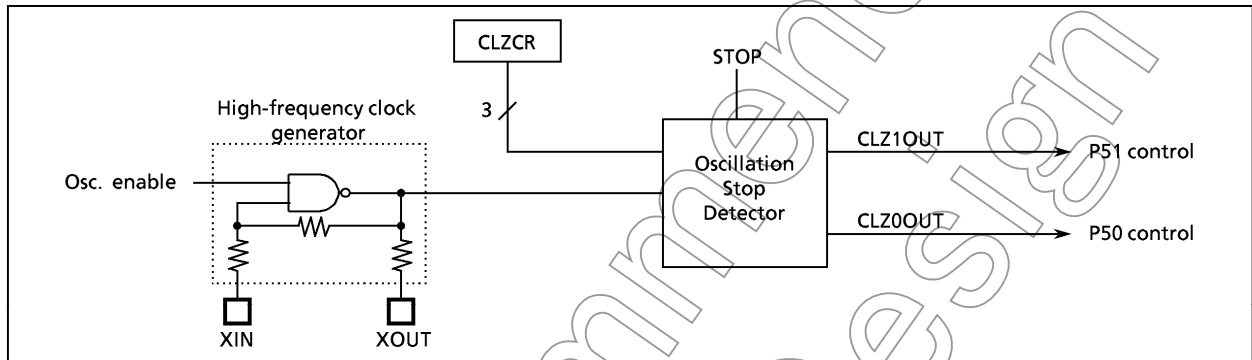 CLZCR
STOP
3
High-frequency clock
generator
CLZ1OUT
P51 control
Oscillation
Stop
Detector
Osc. enable
CLZ0OUT
P50 control
XIN
XOUT